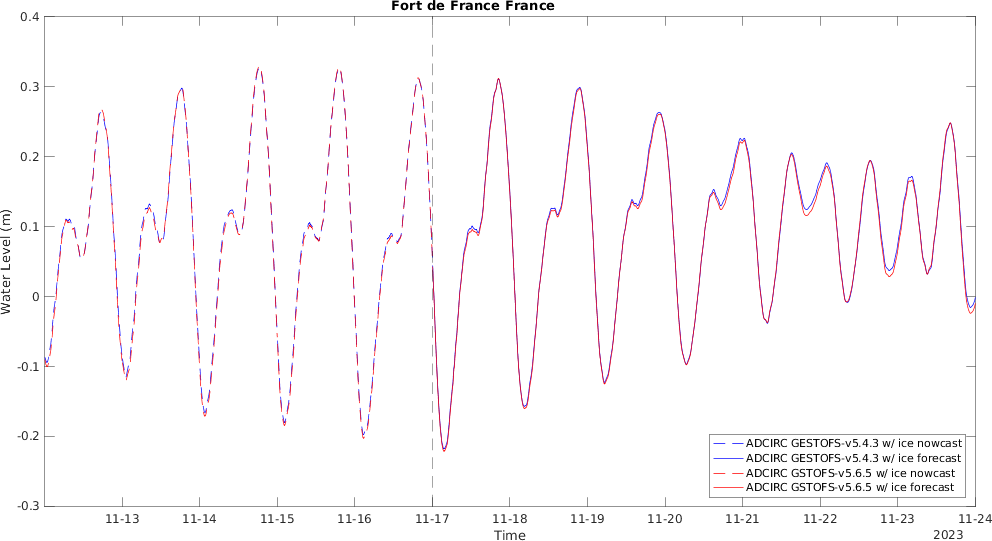 Fort de France France
0.4
0.3
0.2
0.1
0
-0.1
-0.2
-0.3
Water Level (m)
ADCIRC GESTOFS-v5.4.3 w/ ice nowcast
ADCIRC GESTOFS-v5.4.3 w/ ice forecast
ADCIRC GSTOFS-v5.6.5 w/ ice nowcast
ADCIRC GSTOFS-v5.6.5 w/ ice forecast
11-13 11-14 11-15 11-16 11-17 11-18 11-19 11-20 11-21 11-22 11-23 11-24
Time
2023